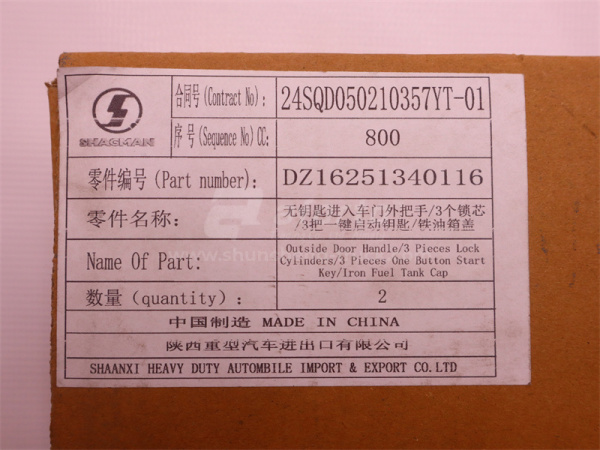 SHACMAN
合同号(Contract No): 24SQD050210357YT-01
序号(Sequence No)CC: 800
零件编号(Part number): DZ16251340116
零件名称: 无钥匙进入车门外把手/3个锁芯
/3把一键启动钥匙/铁油箱盖
Name Of Part: Outside Door Handle/3 Pieces Lock
Cylinders/3 Pieces One Button Start
Key/Iron Fuel Tank Cap
数量(quantity): 2
中国制造 MADE IN CHINA
陕西重型汽车进出口有限公司
SHAANXI HEAVY DUTY AUTOMBILE IMPORT & EXPORT CO.LTD